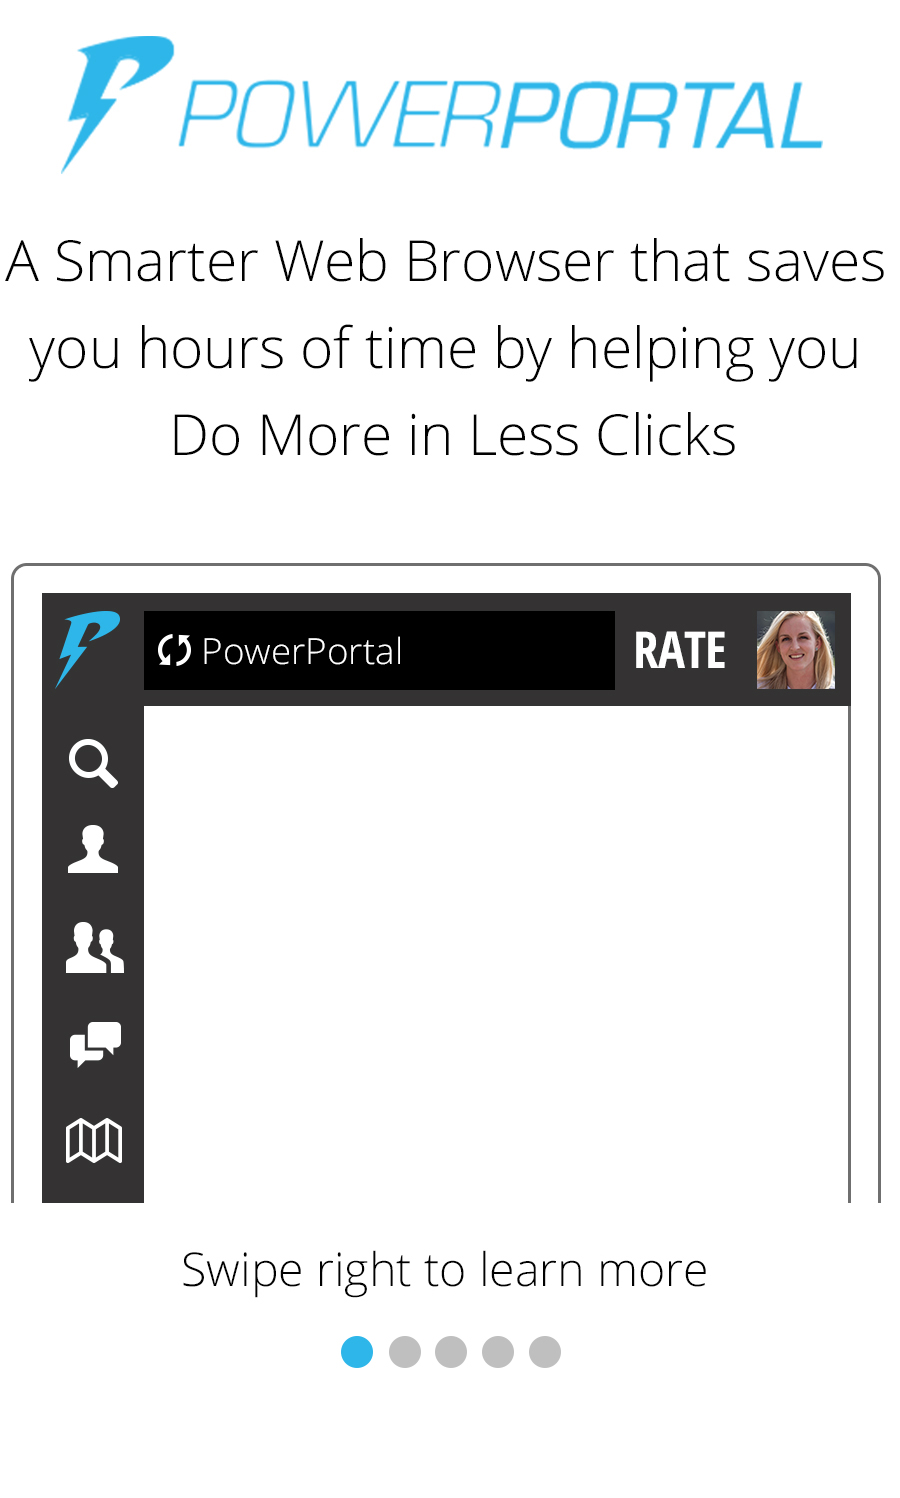 POWERPORTAL
A Smarter Web Browser that saves
you hours of time by helping you
Do More in Less Clicks
PowerPortal RATE
Swipe right to learn more